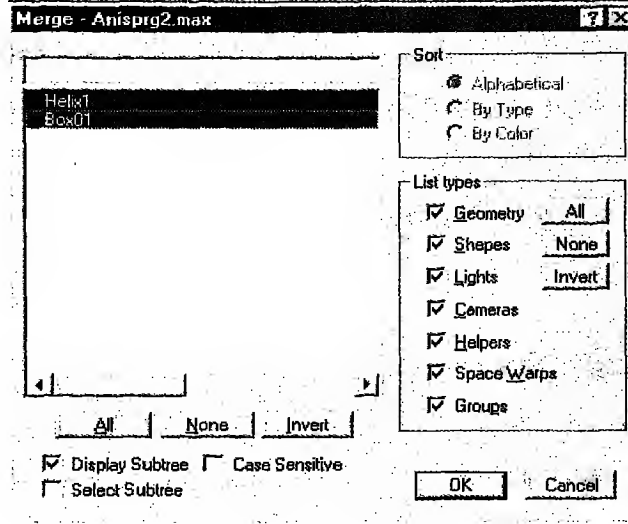 Merge - Anisprg2.max
Helix1
Box01
All None Invert
Display Subtree Case Sensitive
Select Subtree
Sort
Alphabetical
By Type
By Color
List types
Geometry All
Shapes None
Lights Invert
Cameras
Helpers
Space Warps
Groups
OK Cancel